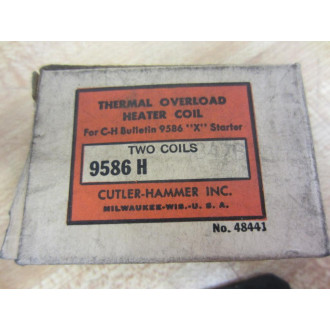 THERMAL OVERLOAD
HEATER COIL
For C-H Bulletin 9586 "X" Starter
TWO COILS
9586 H
CUTLER-HAMMER INC.
MILWAUKEE-WIS.-U. S. A.
No. 48441